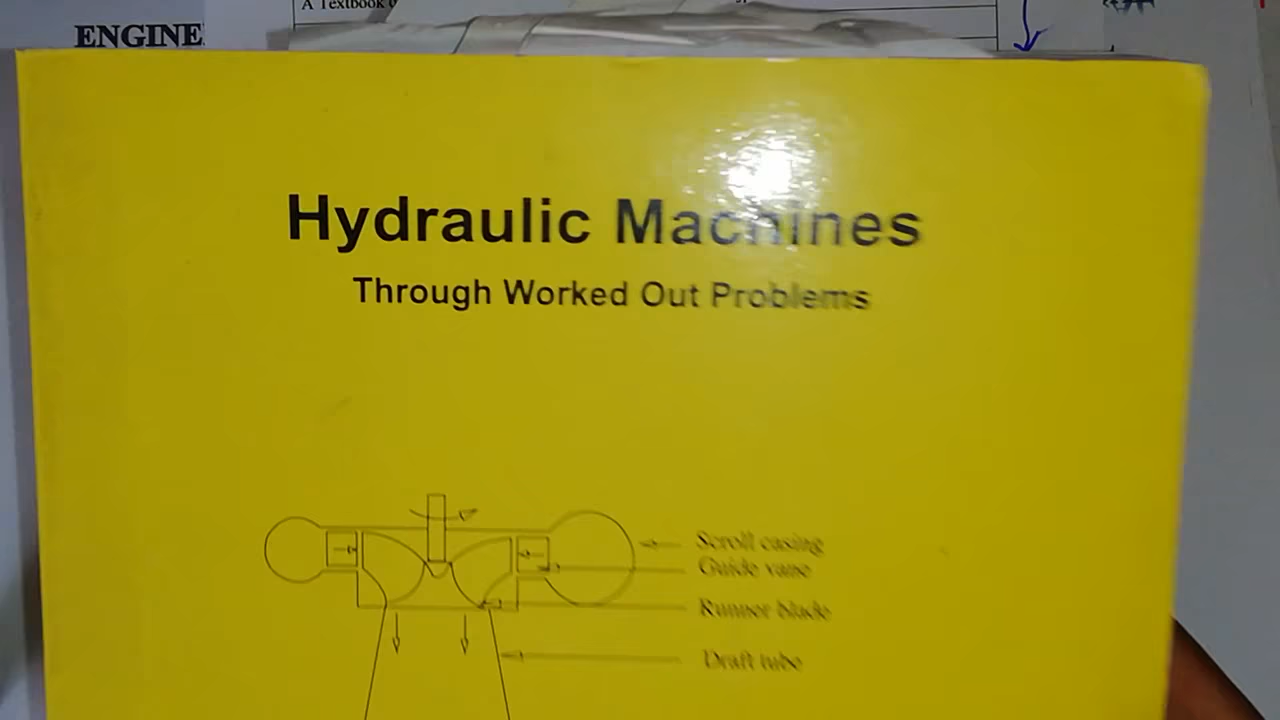 A Textbook o
ENGINE
Hydraulic Machines
Through Worked Out Problems
Scroll casing
Guide vane
Runner blade
Draft tube